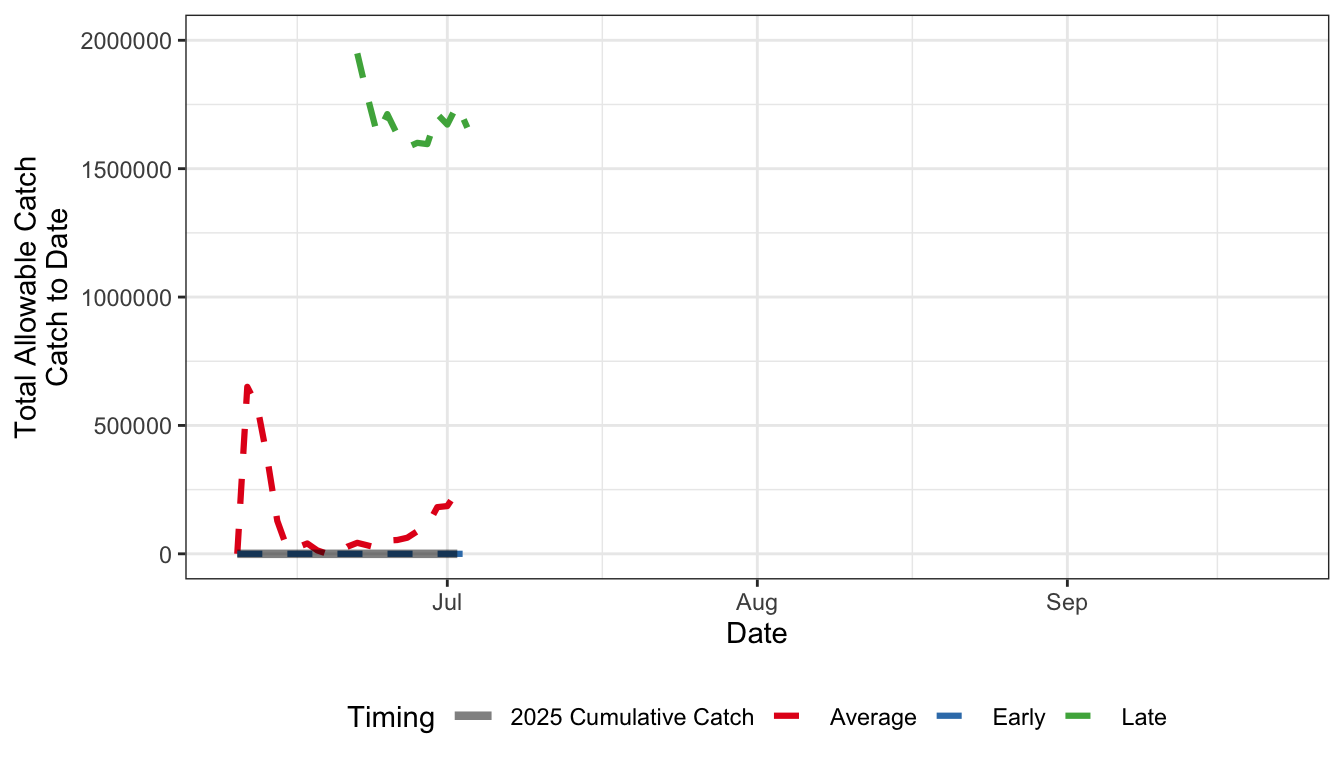 Total Allowable Catch
Catch to Date
2000000
1500000
1000000
500000
0
Jul
Aug
Sep
Date
Timing
2025 Cumulative Catch
Average
Early
Late